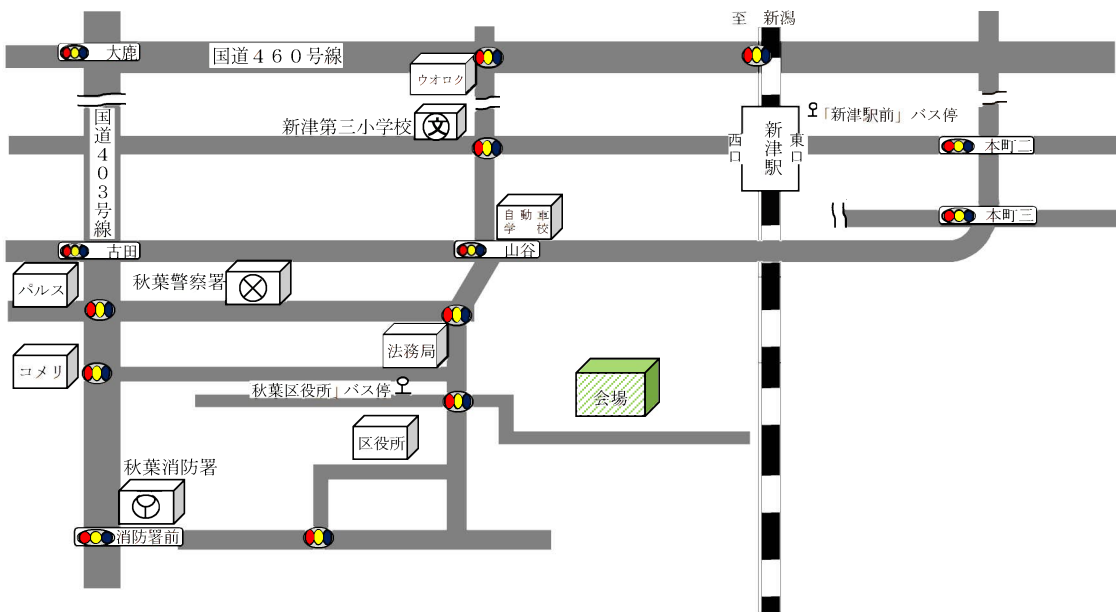 至　新潟
大鹿
国道４６０号線
ウオロク
国道４０３号線
新津第三小学校
文
「新津駅前」バス停
西口
新津駅
東口
本町二
自動車
学校
本町三
古田
山谷
パルス
秋葉警察署
法務局
コメリ
秋葉区役所」バス停
会場
区役所
秋葉消防署
消防署前